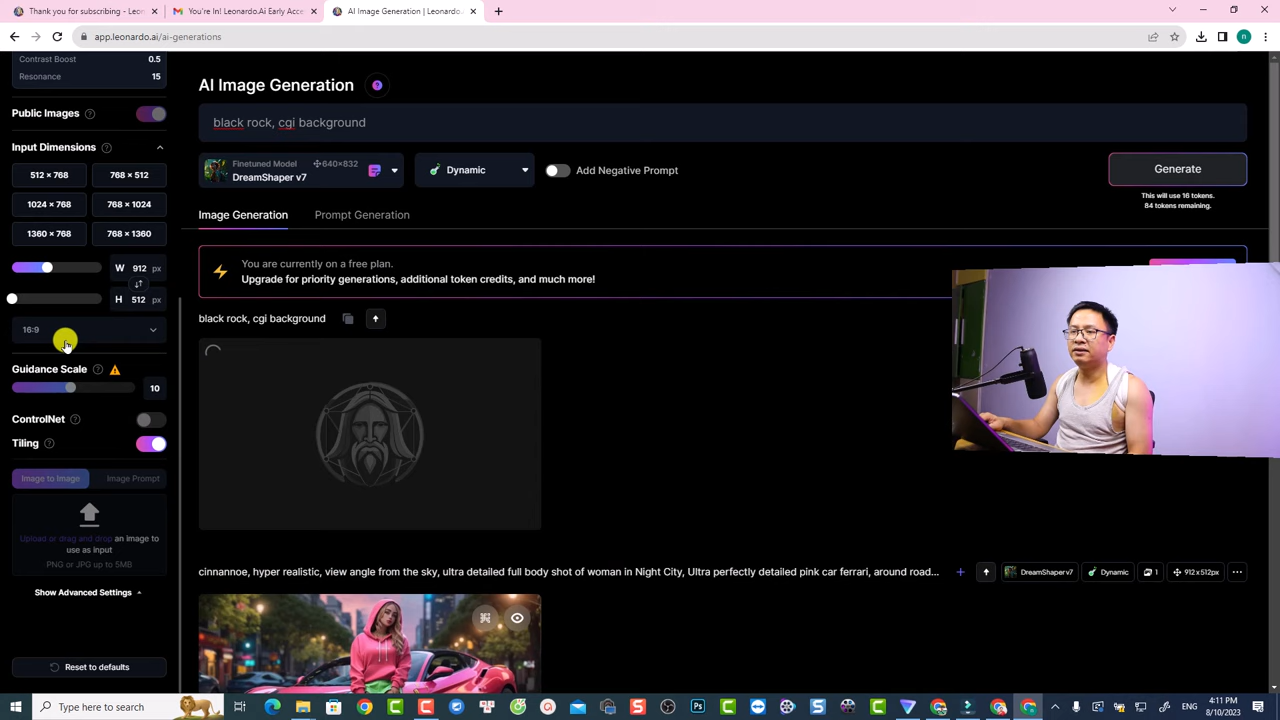 Thank you for subscribing - Leon
You're In! Leonardo.Ai Early Acce
AI Image Generation | Leonardo.A
app.leonardo.ai/ai-generations
n
Contrast Boost 0.5
Resonance 15
Public Images
Input Dimensions
512 × 768 768 × 512
1024 × 768 768 × 1024
1360 × 768 768 × 1360
W 912 px
H 512 px
16:9
Guidance Scale
10
ControlNet
Tiling
Image to Image Image Prompt
Upload or drag and drop an image to
use as input
PNG or JPG up to 5MB
Show Advanced Settings
Reset to defaults
AI Image Generation
black rock, cgi background
Finetuned Model 640×832
DreamShaper v7
Dynamic
Add Negative Prompt
Generate
This will use 16 tokens.
84 tokens remaining.
Image Generation Prompt Generation
You are currently on a free plan.
Upgrade for priority generations, additional token credits, and much more!
black rock, cgi background
cinnannoe, hyper realistic, view angle from the sky, ultra detailed full body shot of woman in Night City, Ultra perfectly detailed pink car ferrari, around road...
DreamShaper v7 Dynamic 1 912 x 512px
Type here to search
ENG
4:11 PM
8/10/2023